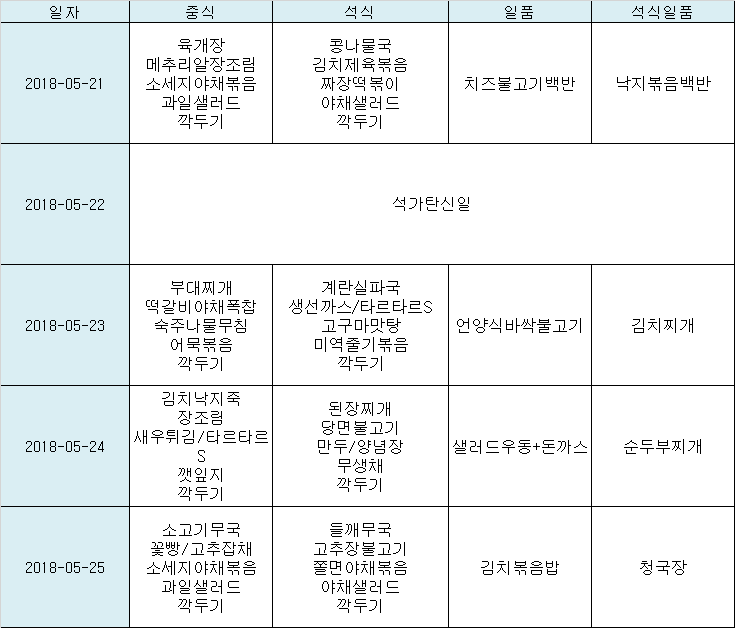 일자
중식
석식
일품
석식일품
2018-05-21
육개장
메추리알장조림
소세지야채볶음
과일샐러드
깍두기
콩나물국
김치제육볶음
짜장떡볶이
야채샐러드
깍두기
치즈불고기백반
낙지볶음백반
2018-05-22
석가탄신일
2018-05-23
부대찌개
떡갈비야채폭찹
숙주나물무침
어묵볶음
깍두기
계란실파국
생선까스/타르타르S
고구마맛탕
미역줄기볶음
깍두기
언양식바싹불고기
김치찌개
2018-05-24
김치낙지죽
장조림
새우튀김/타르타르
S
깻잎지
깍두기
된장찌개
당면불고기
만두/양념장
무생채
깍두기
샐러드우동+돈까스
순두부찌개
2018-05-25
소고기무국
꽃빵/고추잡채
소세지야채볶음
과일샐러드
깍두기
들깨무국
고추장불고기
쫄면야채볶음
야채샐러드
깍두기
김치볶음밥
청국장